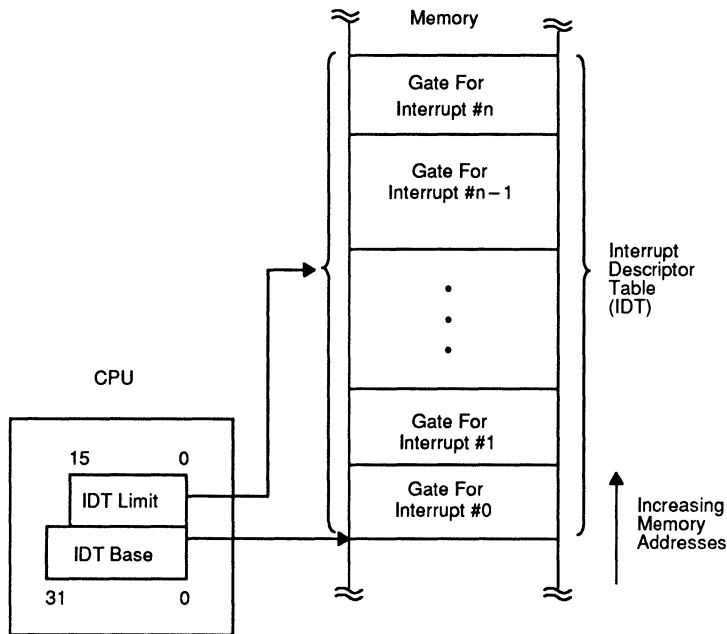 Memory
Gate For
Interrupt #n
Gate For
Interrupt #n–1
Interrupt
Descriptor
Table
(IDT)
CPU
15 0
IDT Limit
IDT Base
31 0
Gate For
Interrupt #1
Gate For
Interrupt #0
Increasing
Memory
Addresses